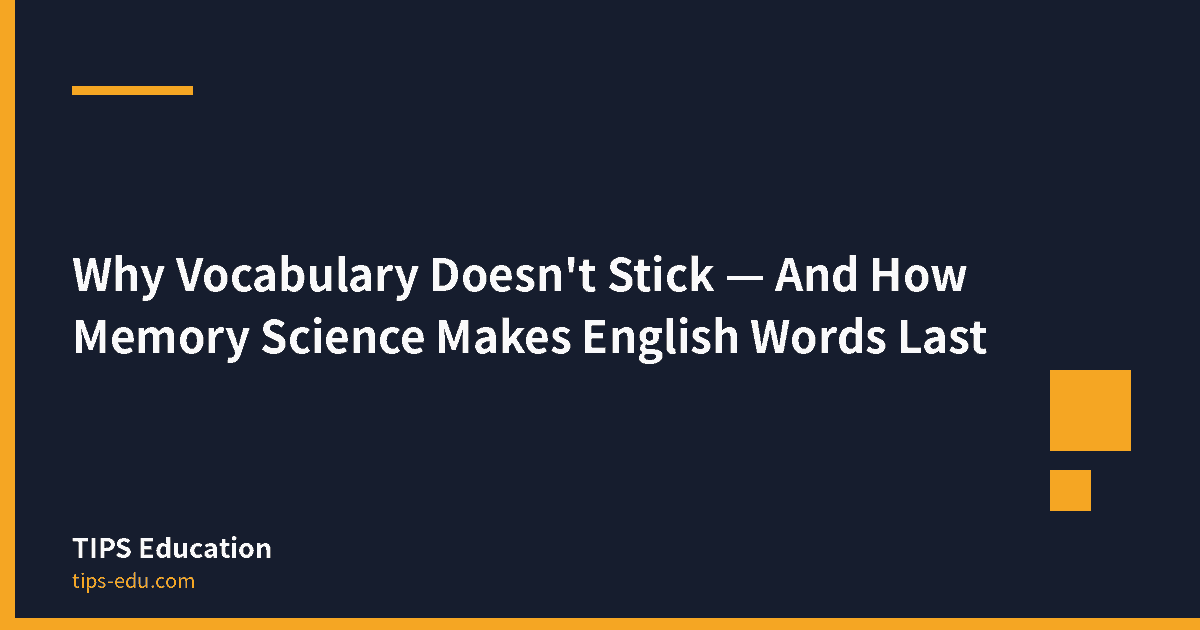 Why Vocabulary Doesn't Stick — And How
Memory Science Makes English Words Last
TIPS Education
tips-edu.com